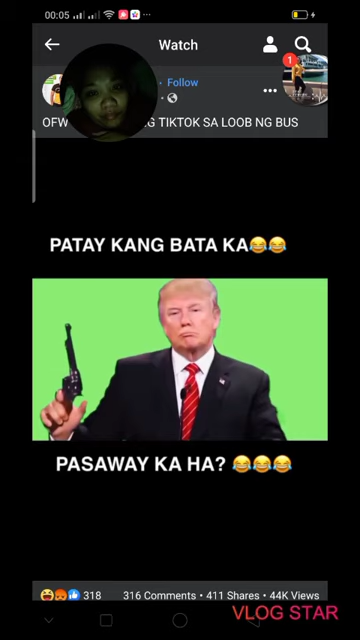 00:05
Watch
Follow
1
OFW
G TIKTOK SA LOOB NG BUS
PATAY KANG BATA KA😂😂
PASAWAY KA HA? 😂😂😂
318
316 Comments • 411 Shares • 44K Views
VLOG STAR